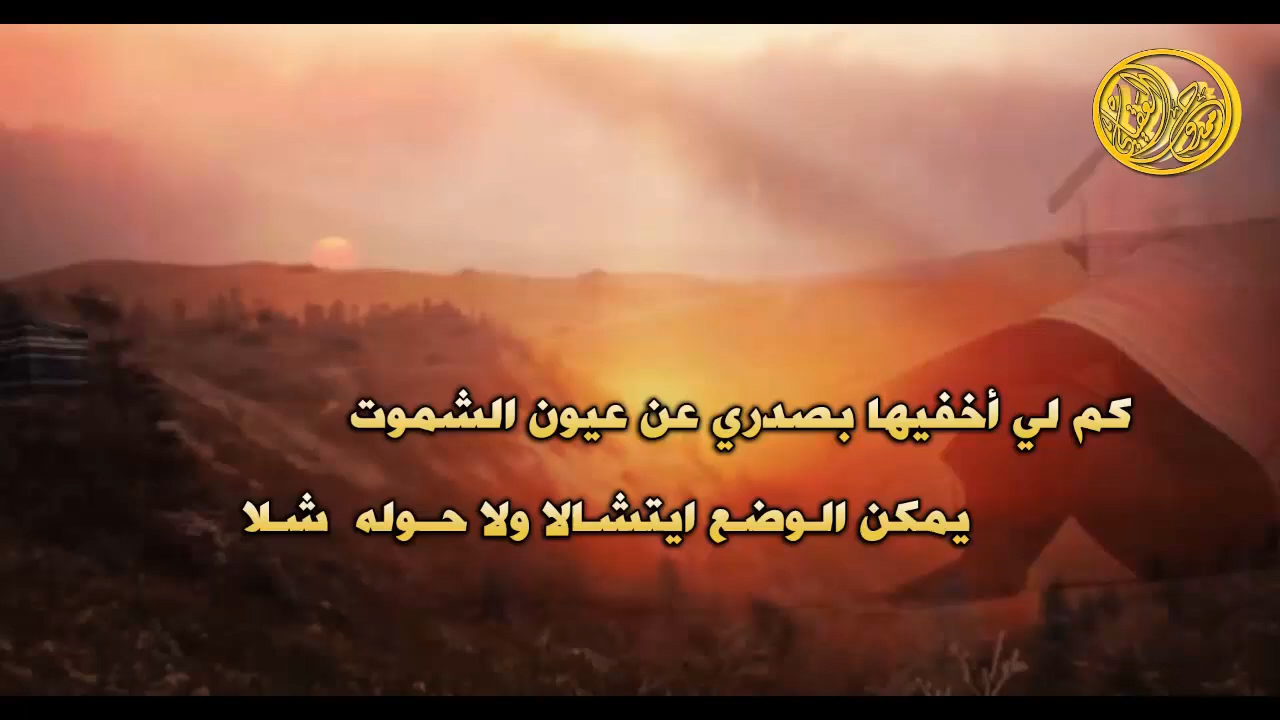 كم لي أخفيها بصدري عن عيون الشموت
يمكن الوضع ايتشالا ولا حوله شلا